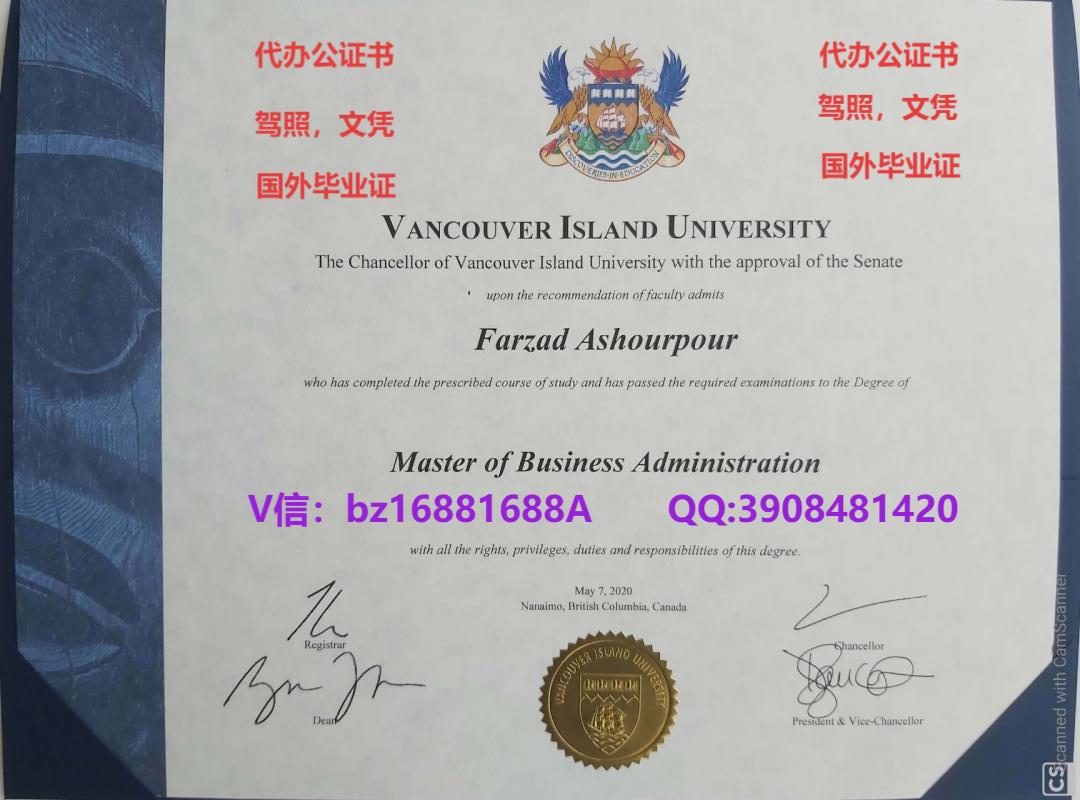 代办公证书
代办公证书
驾照，文凭
驾照，文凭
国外毕业证
国外毕业证
DISCOVERIES·IN·EDUCATION
VANCOUVER ISLAND UNIVERSITY
The Chancellor of Vancouver Island University with the approval of the Senate
upon the recommendation of faculty admits
Farzad Ashourpour
who has completed the prescribed course of study and has passed the required examinations to the Degree of
Master of Business Administration
V信：bz16881688A QQ:3908481420
with all the rights, privileges, duties and responsibilities of this degree.
May 7, 2020
Nanaimo, British Columbia, Canada
Registrar
Chancellor
VANCOUVER ISLAND UNIVERSITY
Dean
President & Vice-Chancellor
CS
Scanned with CamScanner